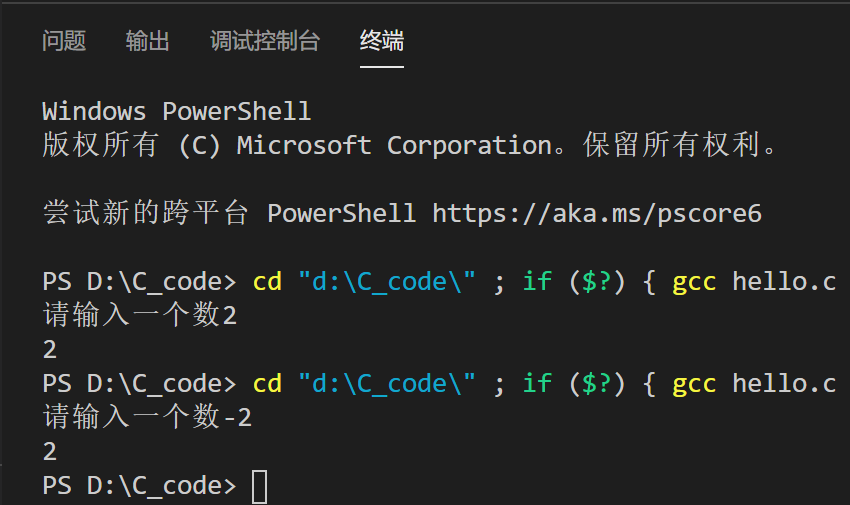 问题 输出 调试控制台 终端
Windows PowerShell
版权所有 (C) Microsoft Corporation。保留所有权利。
尝试新的跨平台 PowerShell https://aka.ms/pscore6
PS D:\C_code> cd "d:\C_code\" ; if ($?) { gcc hello.c
请输入一个数2
2
PS D:\C_code> cd "d:\C_code\" ; if ($?) { gcc hello.c
请输入一个数-2
2
PS D:\C_code>